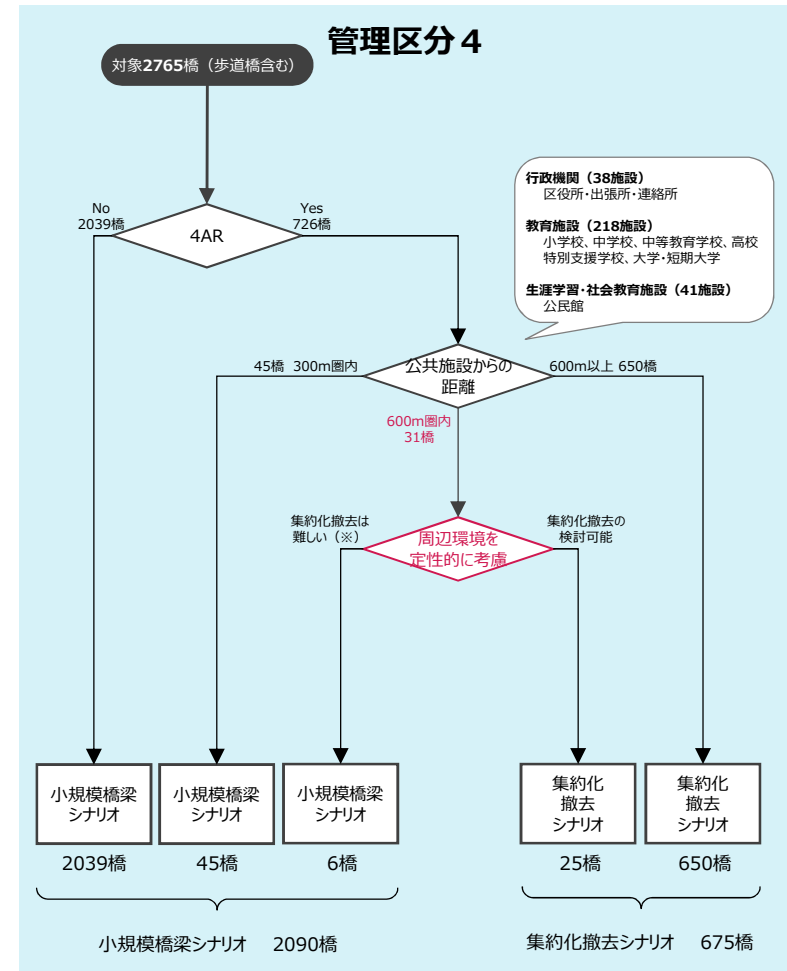 管理区分４
対象2765橋（歩道橋含む）
行政機関（38施設）
区役所・出張所・連絡所
教育施設（218施設）
小学校、中学校、中等教育学校、高校
特別支援学校、大学・短期大学
生涯学習・社会教育施設（41施設）
公民館
No
2039橋
4AR
Yes
726橋
45橋 300m圏内
公共施設からの
距離
600m以上 650橋
600m圏内
31橋
集約化撤去は
難しい（※）
周辺環境を
定性的に考慮
集約化撤去の
検討可能
小規模橋梁
シナリオ
小規模橋梁
シナリオ
小規模橋梁
シナリオ
集約化
撤去
シナリオ
集約化
撤去
シナリオ
2039橋
45橋
6橋
25橋
650橋
小規模橋梁シナリオ 2090橋
集約化撤去シナリオ 675橋